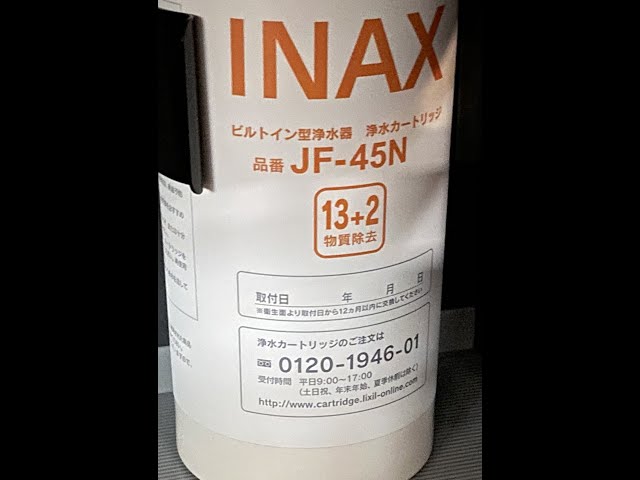 INAX
ビルトイン型浄水器 浄水カートリッジ
品番 JF-45N
13+2
物質除去
取付日 年 月 日
※衛生面より取付日から12ヵ月以内に交換してください
浄水カートリッジのご注文は
0120-1946-01
受付時間 平日9:00〜17:00
(土日祝、年末年始、夏季休暇は除く)
http://www.cartridge.lixil-online.com